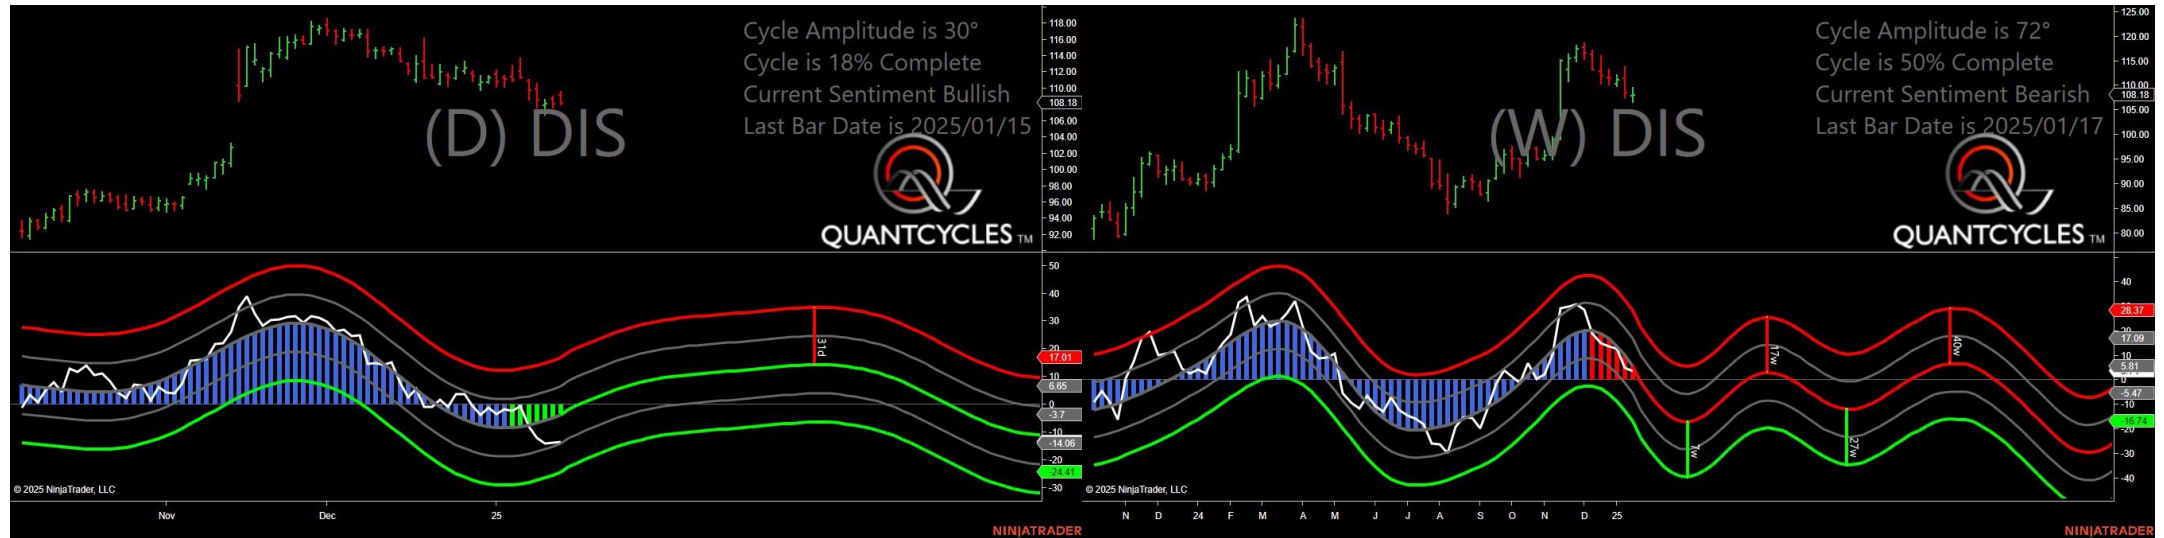 Cycle Amplitude is 30°
Cycle is 18% Complete
Current Sentiment Bullish
Last Bar Date is 2025/01/15
(D) DIS
QUANTCYCLES TM
118.00
116.00
114.00
112.00
110.00
108.18
106.00
104.00
102.00
100.00
98.00
96.00
94.00
92.00
50
40
30
20
17.01
10
6.65
0
-3.7
-10
-14.06
-20
-24.41
-30
31d
© 2025 NinjaTrader, LLC
Nov Dec 25
NINJATRADER
Cycle Amplitude is 72°
Cycle is 50% Complete
Current Sentiment Bearish
Last Bar Date is 2025/01/17
(W) DIS
QUANTCYCLES TM
125.00
120.00
115.00
110.00
108.18
105.00
100.00
95.00
90.00
85.00
80.00
40
28.37
20
17.09
10
5.81
0
-5.47
-10
-16.74
-20
-30
-40
7w
17w
27w
40w
© 2025 NinjaTrader, LLC
N D 24 F M A M J J A S O N D 25
NINJATRADER